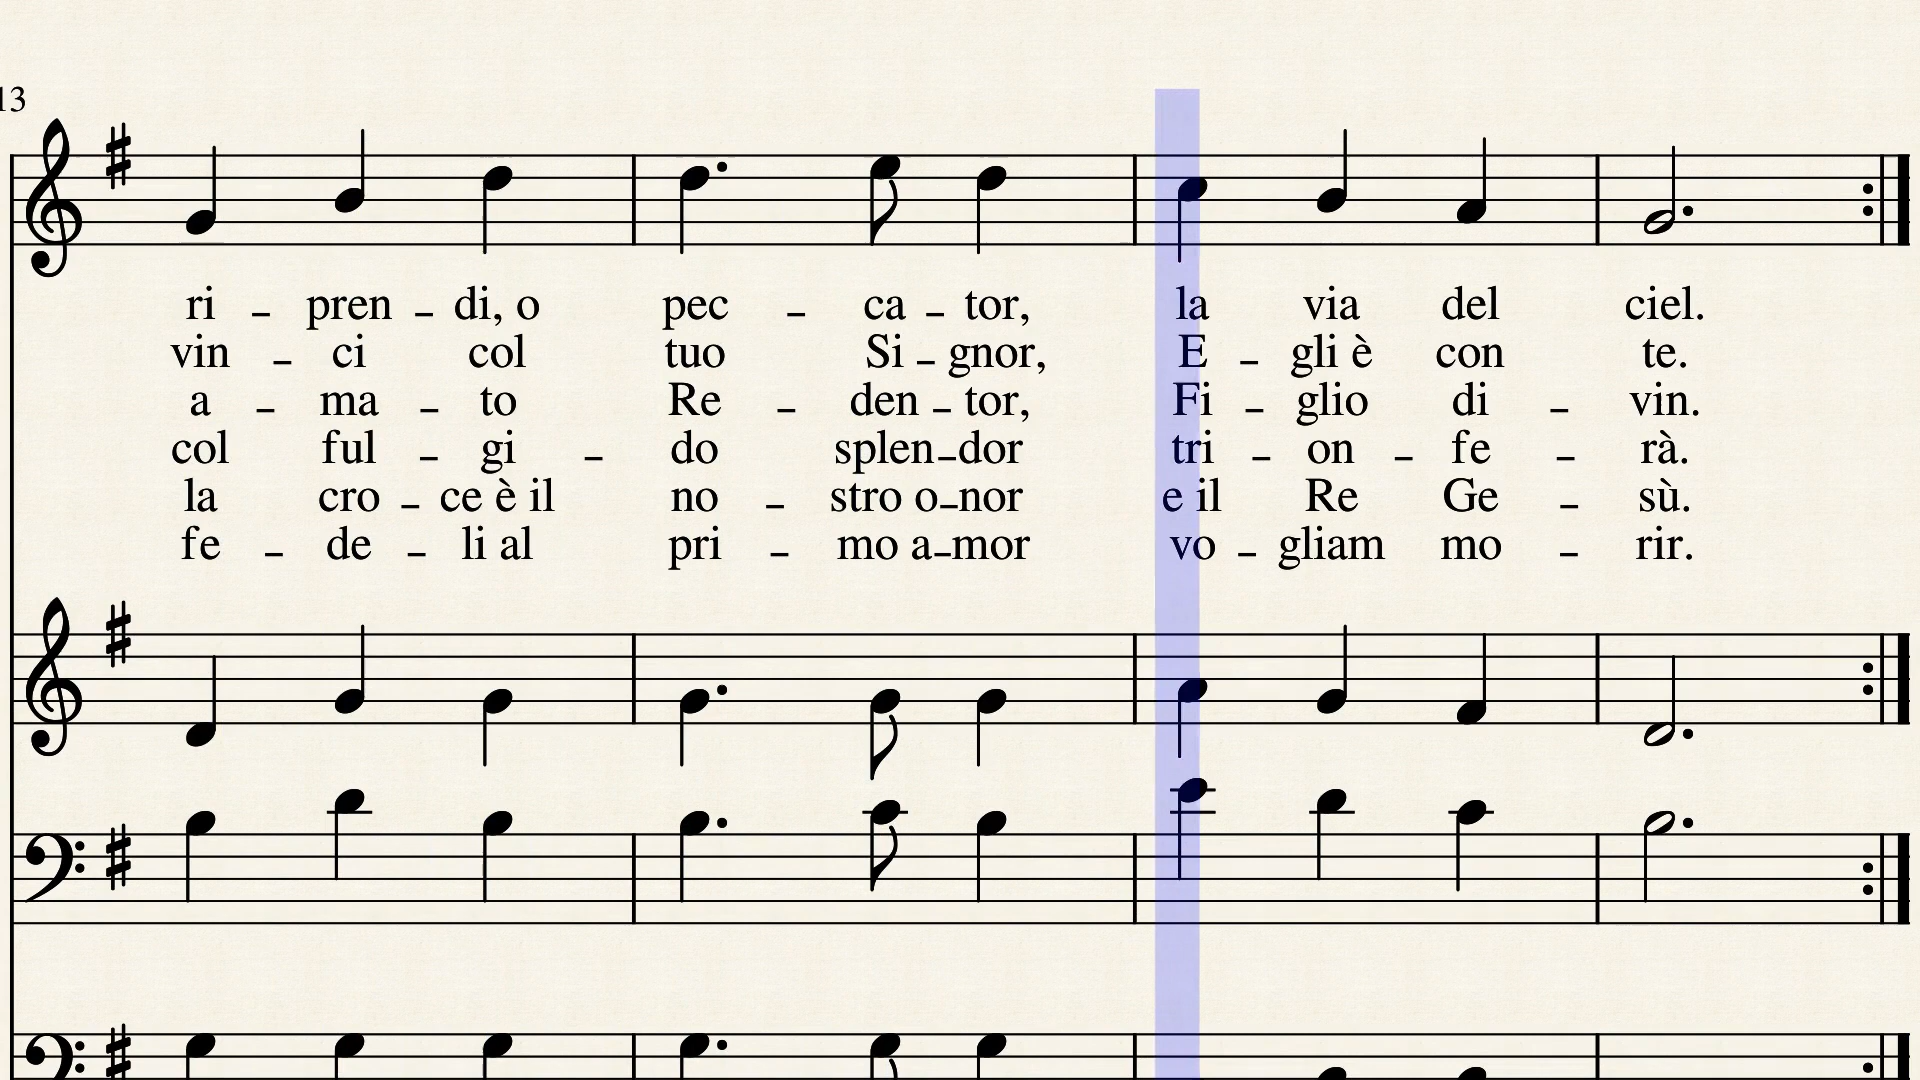 13
ri - pren - di, o pec - ca - tor, la via del ciel.
vin - ci col tuo Si - gnor, E - gli è con te.
a - ma - to Re - den - tor, Fi - glio di - vin.
col ful - gi - do splen - dor tri - on - fe - rà.
la cro - ce è il no - stro o - nor e il Re Ge - sù.
fe - de - li al pri - mo a - mor vo - gliam mo - rir.